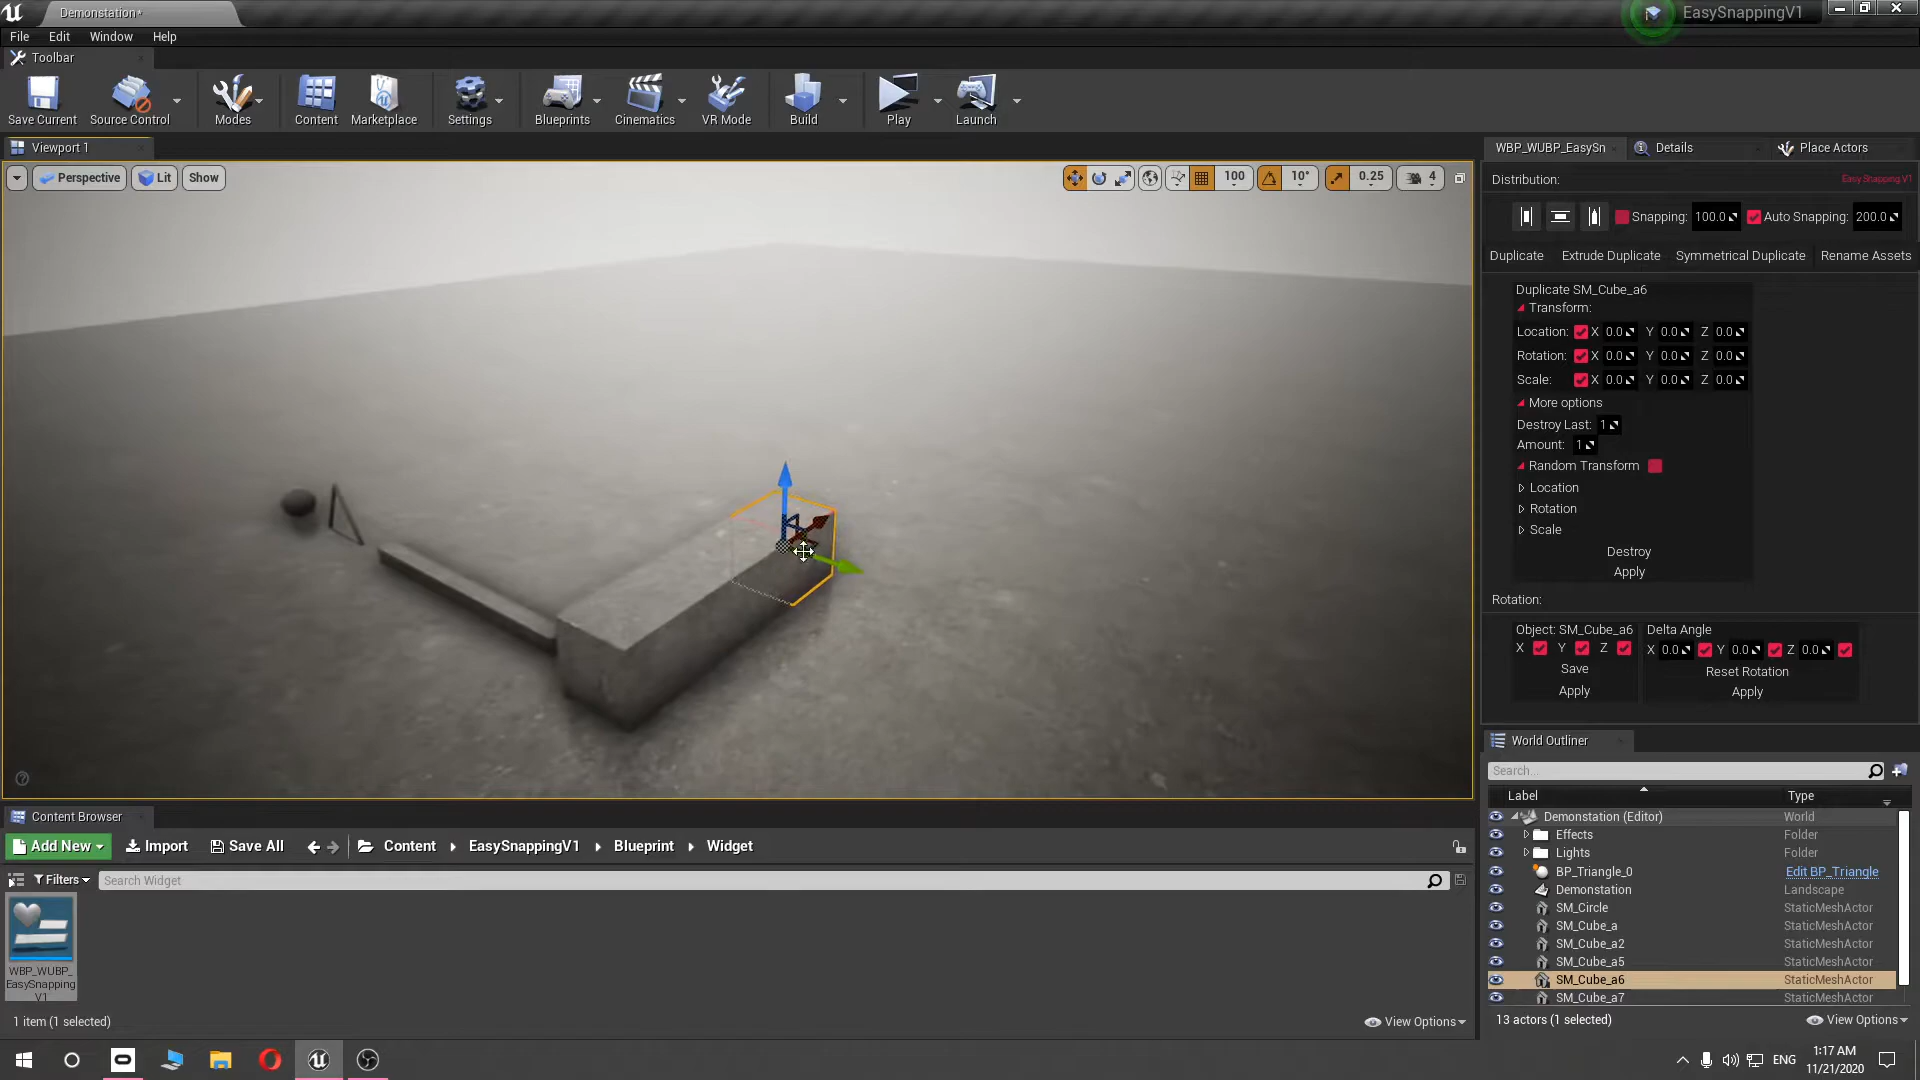 Demonstation*
EasySnappingV1
File Edit Window Help
Toolbar
Save Current Source Control Modes Content Marketplace Settings Blueprints Cinematics VR Mode Build Play Launch
Viewport 1
WBP_WUBP_EasySn Details Place Actors
Perspective Lit Show
100 10° 0.25 4
Distribution:
Easy Snapping V1
Snapping: 100.0 Auto Snapping: 200.0
Duplicate Extrude Duplicate Symmetrical Duplicate Rename Assets
Duplicate SM_Cube_a6
Transform:
Location: X 0.0 Y 0.0 Z 0.0
Rotation: X 0.0 Y 0.0 Z 0.0
Scale: X 0.0 Y 0.0 Z 0.0
More options
Destroy Last: 1
Amount: 1
Random Transform
Location
Rotation
Scale
Destroy
Apply
Rotation:
Object: SM_Cube_a6 Delta Angle
X Y Z X 0.0 Y 0.0 Z 0.0
Save Reset Rotation
Apply Apply
World Outliner
Search...
Label Type
Demonstation (Editor) World
Effects Folder
Lights Folder
BP_Triangle_0 Edit BP_Triangle
Demonstation Landscape
SM_Circle StaticMeshActor
SM_Cube_a StaticMeshActor
SM_Cube_a2 StaticMeshActor
SM_Cube_a5 StaticMeshActor
SM_Cube_a6 StaticMeshActor
SM_Cube_a7 StaticMeshActor
13 actors (1 selected) View Options
Content Browser
Add New Import Save All Content EasySnappingV1 Blueprint Widget
Filters Search Widget
WBP_WUBP_
EasySnapping
V1
1 item (1 selected) View Options
ENG 1:17 AM
11/21/2020